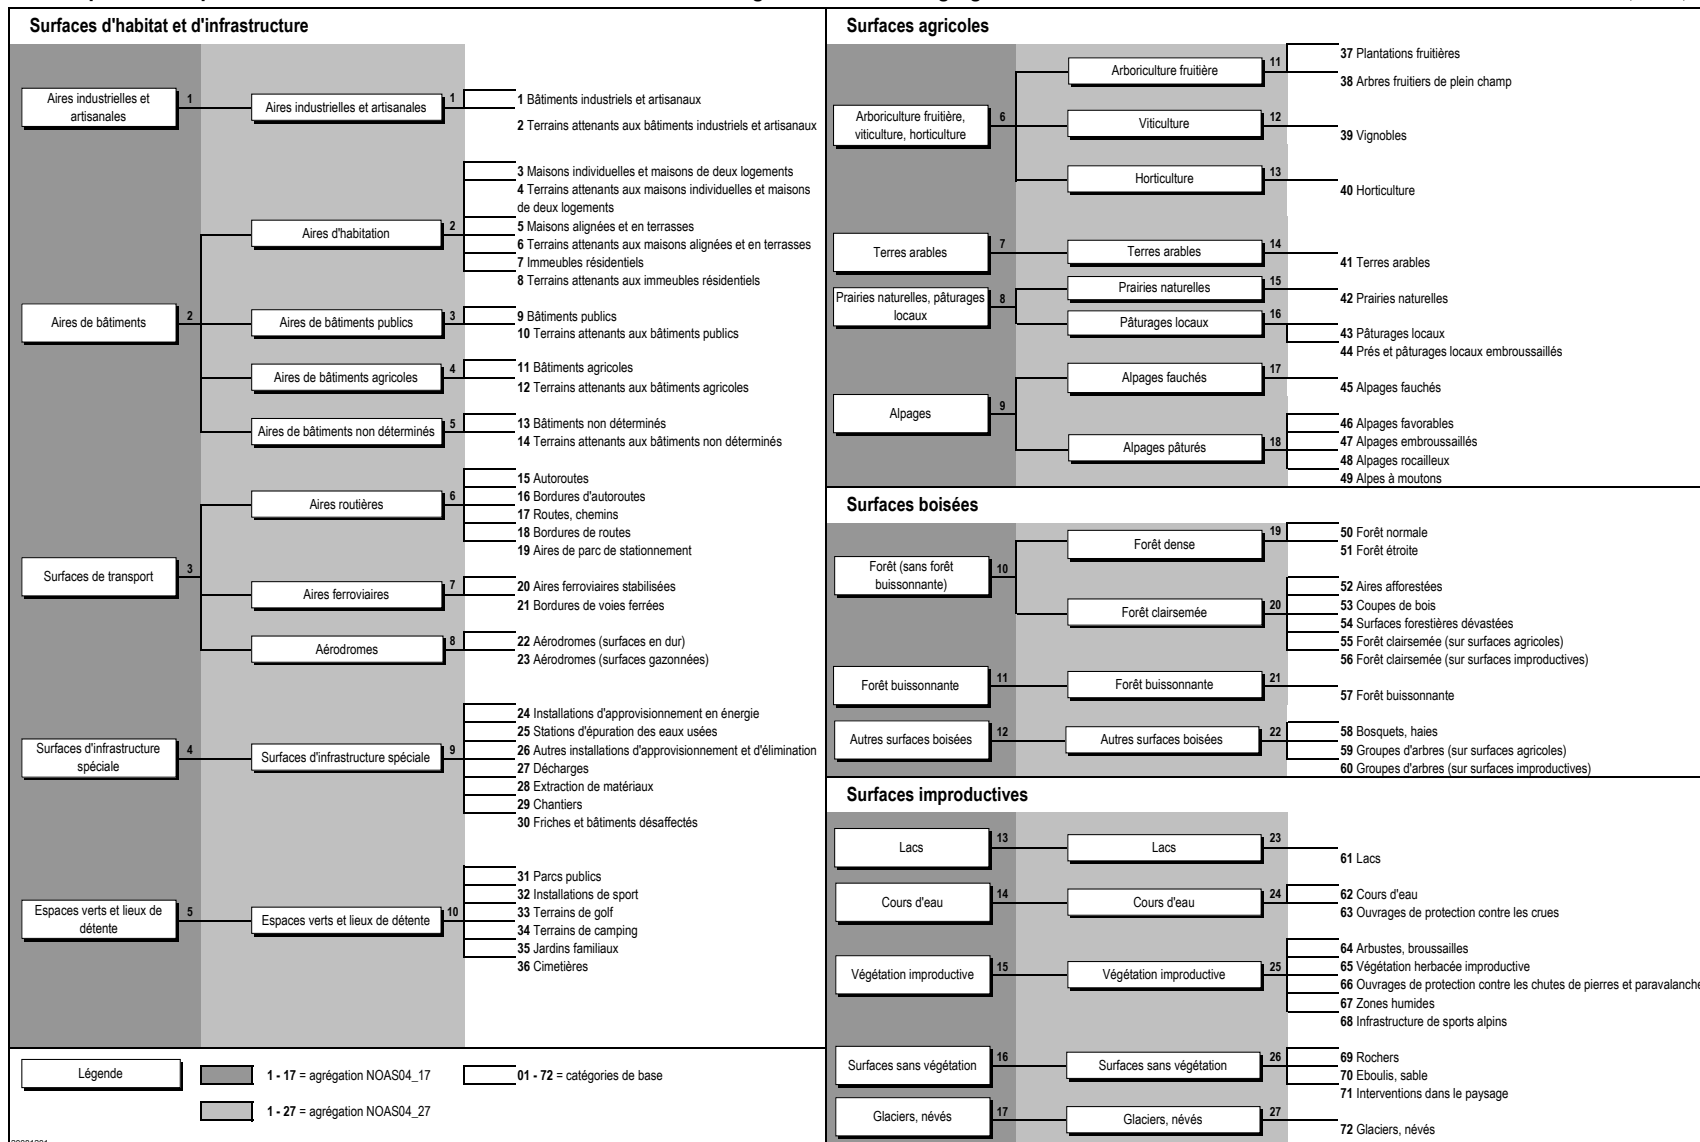 Surfaces d'habitat et d'infrastructure
Aires industrielles et
artisanales
1
Aires industrielles et artisanales
1
1 Bâtiments industriels et artisanaux
2 Terrains attenants aux bâtiments industriels et artisanaux
Aires de bâtiments
2
Aires d'habitation
2
3 Maisons individuelles et maisons de deux logements
4 Terrains attenants aux maisons individuelles et maisons
de deux logements
5 Maisons alignées et en terrasses
6 Terrains attenants aux maisons alignées et en terrasses
7 Immeubles résidentiels
8 Terrains attenants aux immeubles résidentiels
Aires de bâtiments publics
3
9 Bâtiments publics
10 Terrains attenants aux bâtiments publics
Aires de bâtiments agricoles
4
11 Bâtiments agricoles
12 Terrains attenants aux bâtiments agricoles
Aires de bâtiments non déterminés
5
13 Bâtiments non déterminés
14 Terrains attenants aux bâtiments non déterminés
Surfaces de transport
3
Aires routières
6
15 Autoroutes
16 Bordures d'autoroutes
17 Routes, chemins
18 Bordures de routes
19 Aires de parc de stationnement
Aires ferroviaires
7
20 Aires ferroviaires stabilisées
21 Bordures de voies ferrées
Aérodromes
8
22 Aérodromes (surfaces en dur)
23 Aérodromes (surfaces gazonnées)
Surfaces d'infrastructure
spéciale
4
Surfaces d'infrastructure spéciale
9
24 Installations d'approvisionnement en énergie
25 Stations d'épuration des eaux usées
26 Autres installations d'approvisionnement et d'élimination
27 Décharges
28 Extraction de matériaux
29 Chantiers
30 Friches et bâtiments désaffectés
Espaces verts et lieux de
détente
5
Espaces verts et lieux de détente
10
31 Parcs publics
32 Installations de sport
33 Terrains de golf
34 Terrains de camping
35 Jardins familiaux
36 Cimetières
Légende
1 - 17 = agrégation NOAS04_17
01 - 72 = catégories de base
1 - 27 = agrégation NOAS04_27
Surfaces agricoles
Arboriculture fruitière,
viticulture, horticulture
6
Arboriculture fruitière
11
37 Plantations fruitières
38 Arbres fruitiers de plein champ
Viticulture
12
39 Vignobles
Horticulture
13
40 Horticulture
Terres arables
7
Terres arables
14
41 Terres arables
Prairies naturelles, pâturages
locaux
8
Prairies naturelles
15
42 Prairies naturelles
Pâturages locaux
16
43 Pâturages locaux
44 Prés et pâturages locaux embroussaillés
Alpages
9
Alpages fauchés
17
45 Alpages fauchés
Alpages pâturés
18
46 Alpages favorables
47 Alpages embroussaillés
48 Alpages rocailleux
49 Alpes à moutons
Surfaces boisées
Forêt (sans forêt
buissonnante)
10
Forêt dense
19
50 Forêt normale
51 Forêt étroite
Forêt clairsemée
20
52 Aires afforestées
53 Coupes de bois
54 Surfaces forestières dévastées
55 Forêt clairsemée (sur surfaces agricoles)
56 Forêt clairsemée (sur surfaces improductives)
Forêt buissonnante
11
Forêt buissonnante
21
57 Forêt buissonnante
Autres surfaces boisées
12
Autres surfaces boisées
22
58 Bosquets, haies
59 Groupes d'arbres (sur surfaces agricoles)
60 Groupes d'arbres (sur surfaces improductives)
Surfaces improductives
Lacs
13
Lacs
23
61 Lacs
Cours d'eau
14
Cours d'eau
24
62 Cours d'eau
63 Ouvrages de protection contre les crues
Végétation improductive
15
Végétation improductive
25
64 Arbustes, broussailles
65 Végétation herbacée improductive
66 Ouvrages de protection contre les chutes de pierres et paravalanche
67 Zones humides
68 Infrastructure de sports alpins
Surfaces sans végétation
16
Surfaces sans végétation
26
69 Rochers
70 Eboulis, sable
71 Interventions dans le paysage
Glaciers, névés
17
Glaciers, névés
27
72 Glaciers, névés